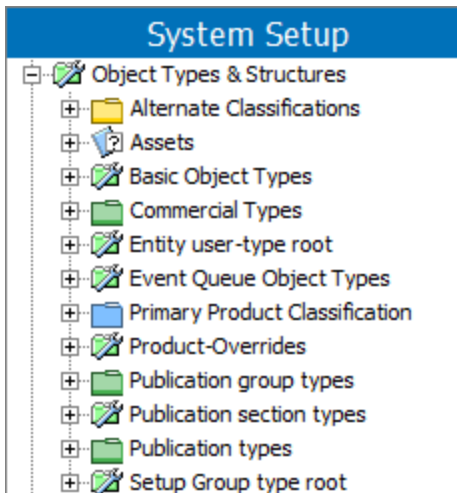 System Setup
Object Types & Structures
Alternate Classifications
Assets
Basic Object Types
Commercial Types
Entity user-type root
Event Queue Object Types
Primary Product Classification
Product-Overrides
Publication group types
Publication section types
Publication types
Setup Group type root